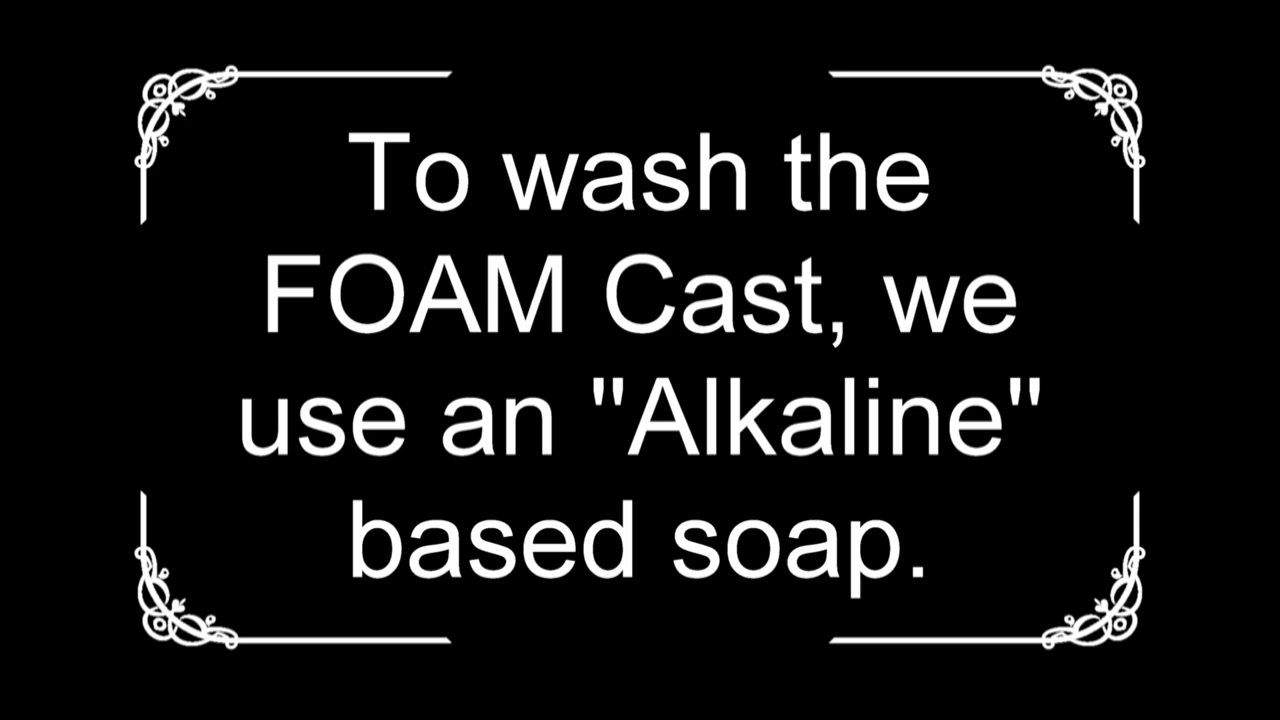 To wash the
FOAM Cast, we
use an "Alkaline"
based soap.